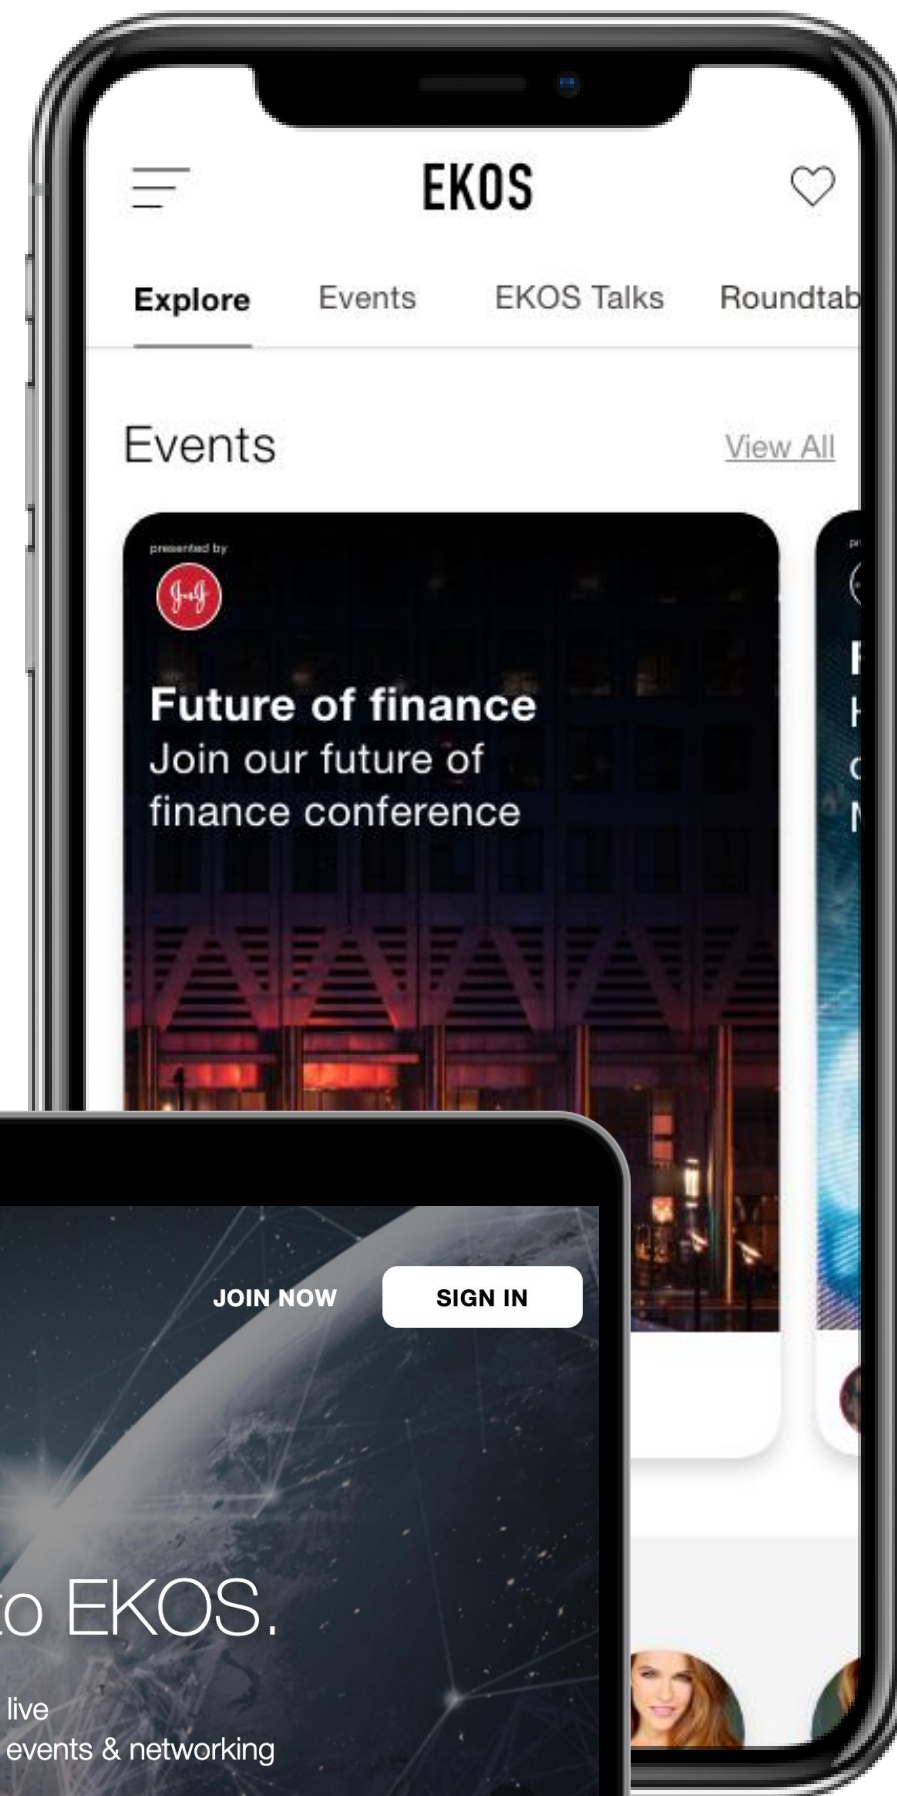 EKOS
Explore Events EKOS Talks Roundtab
Events View All
presented by
J&J
Future of finance
Join our future of
finance conference
JOIN NOW SIGN IN
to EKOS.
live
events & networking